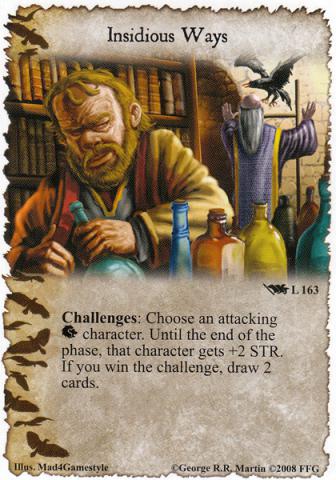 Insidious Ways
L 163
Challenges: Choose an attacking
character. Until the end of the
phase, that character gets +2 STR.
If you win the challenge, draw 2
cards.
Illus. Mad4Gamestyle ©George R.R. Martin ©2008 FFG